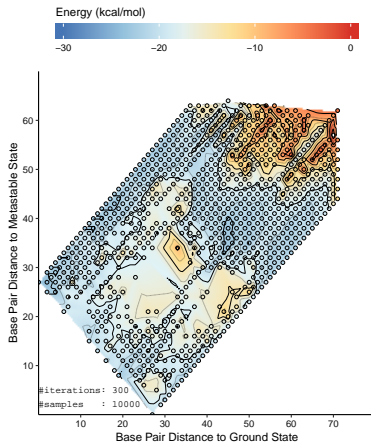 Energy (kcal/mol)
−30 −20 −10 0
Base Pair Distance to Metastable State
60
50
40
30
20
10
#iterations: 300
#samples : 10000
10 20 30 40 50 60 70
Base Pair Distance to Ground State